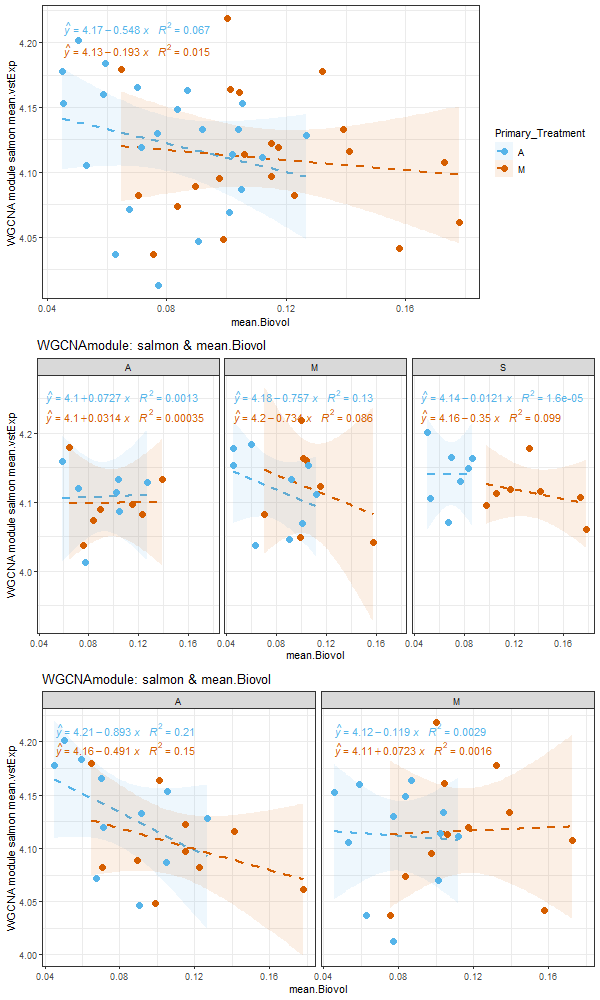 ŷ = 4.17 − 0.548 x R² = 0.067
ŷ = 4.13 − 0.193 x R² = 0.015
4.20
4.15
4.10
4.05
WGCNA module salmon mean.vstExp
0.04 0.08 0.12 0.16
mean.Biovol
Primary_Treatment
A
M
WGCNAmodule: salmon & mean.Biovol
A M S
ŷ = 4.1 + 0.0727 x R² = 0.0013
ŷ = 4.1 + 0.0314 x R² = 0.00035
ŷ = 4.18 − 0.757 x R² = 0.13
ŷ = 4.2 − 0.734 x R² = 0.086
ŷ = 4.14 − 0.0121 x R² = 1.6e-05
ŷ = 4.16 − 0.35 x R² = 0.099
4.2
4.1
4.0
WGCNA module salmon mean.vstExp
0.04 0.08 0.12 0.16 0.04 0.08 0.12 0.16 0.04 0.08 0.12 0.16
mean.Biovol
WGCNAmodule: salmon & mean.Biovol
A M
ŷ = 4.21 − 0.893 x R² = 0.21
ŷ = 4.16 − 0.491 x R² = 0.15
ŷ = 4.12 − 0.119 x R² = 0.0029
ŷ = 4.11 + 0.0723 x R² = 0.0016
4.20
4.15
4.10
4.05
4.00
WGCNA module salmon mean.vstExp
0.04 0.08 0.12 0.16 0.04 0.08 0.12 0.16
mean.Biovol